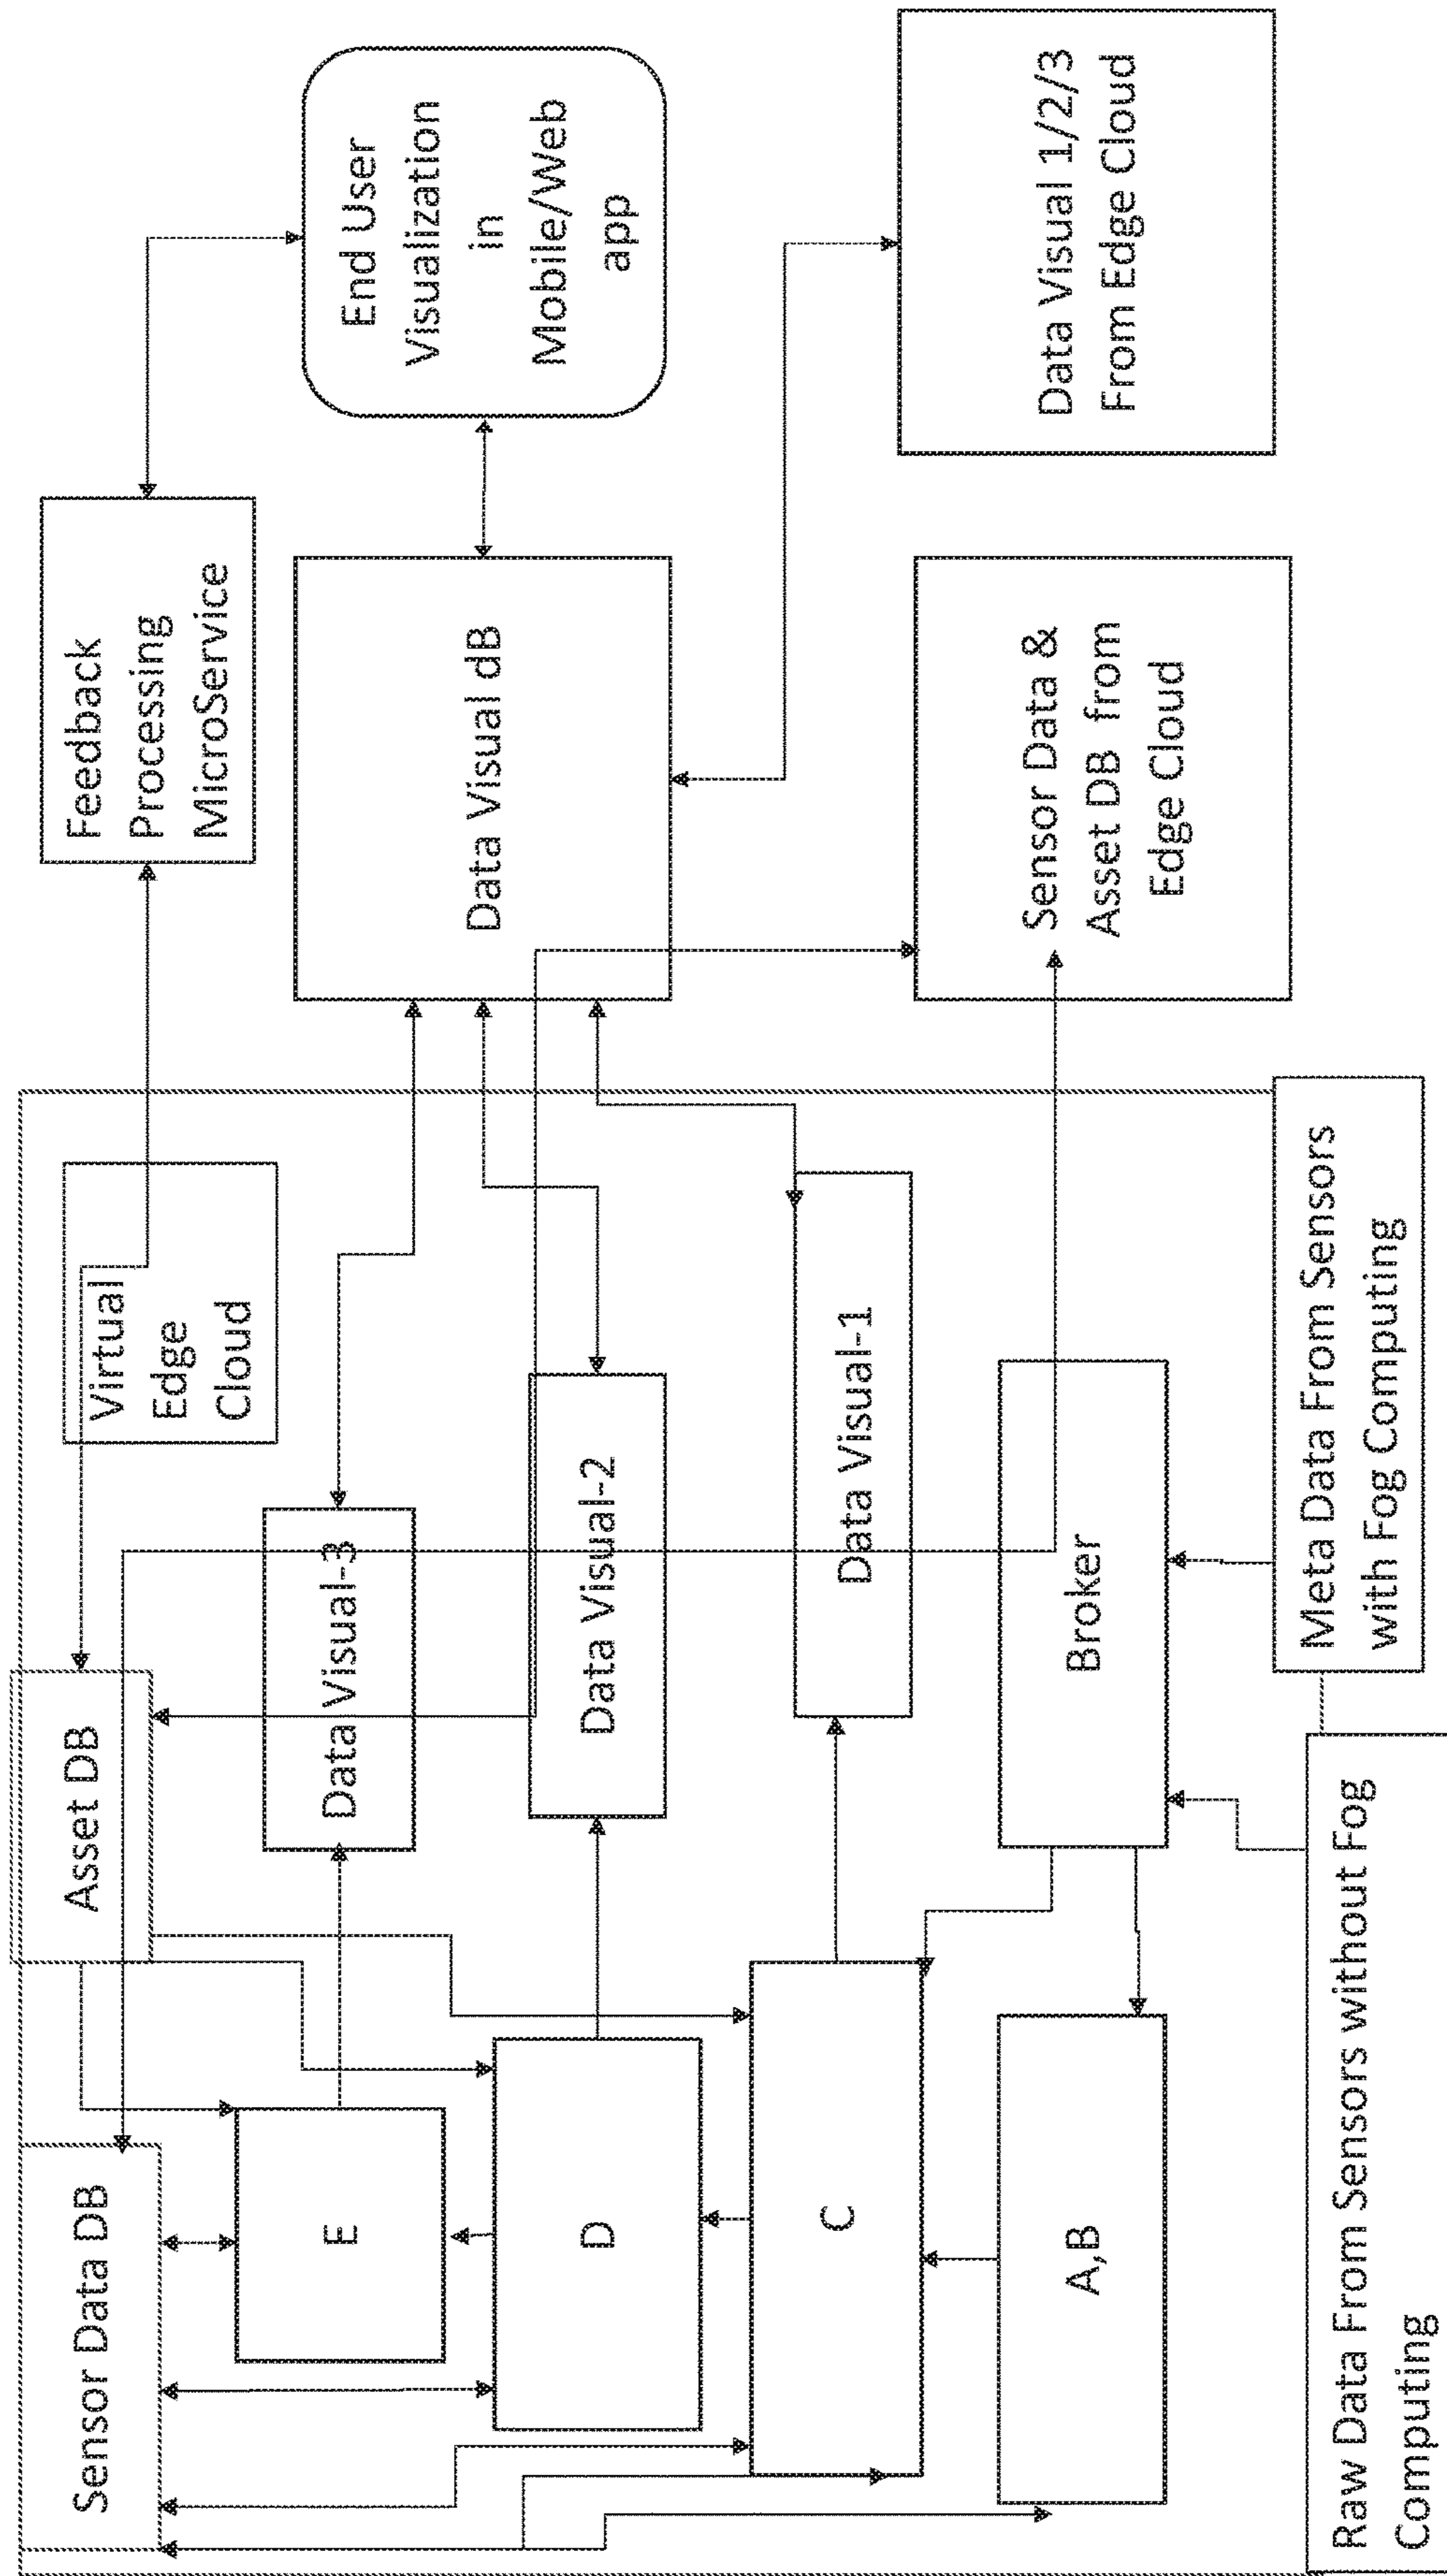 Sensor Data DB
Asset DB
Virtual
Edge
Cloud
Feedback
Processing
MicroService
E
Data Visual-3
End User
Visualization
in
Mobile/Web
app
D
Data Visual-2
Data Visual dB
C
Data Visual-1
A,B
Broker
Sensor Data &
Asset DB from
Edge Cloud
Data Visual 1/2/3
From Edge Cloud
Raw Data From Sensors without Fog
Computing
Meta Data From Sensors
with Fog Computing